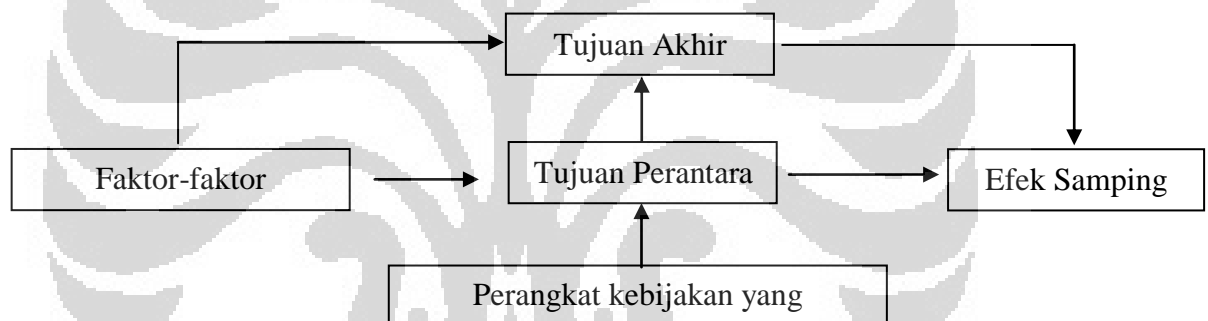 Tujuan Akhir
Faktor-faktor
Tujuan Perantara
Efek Samping
Perangkat kebijakan yang